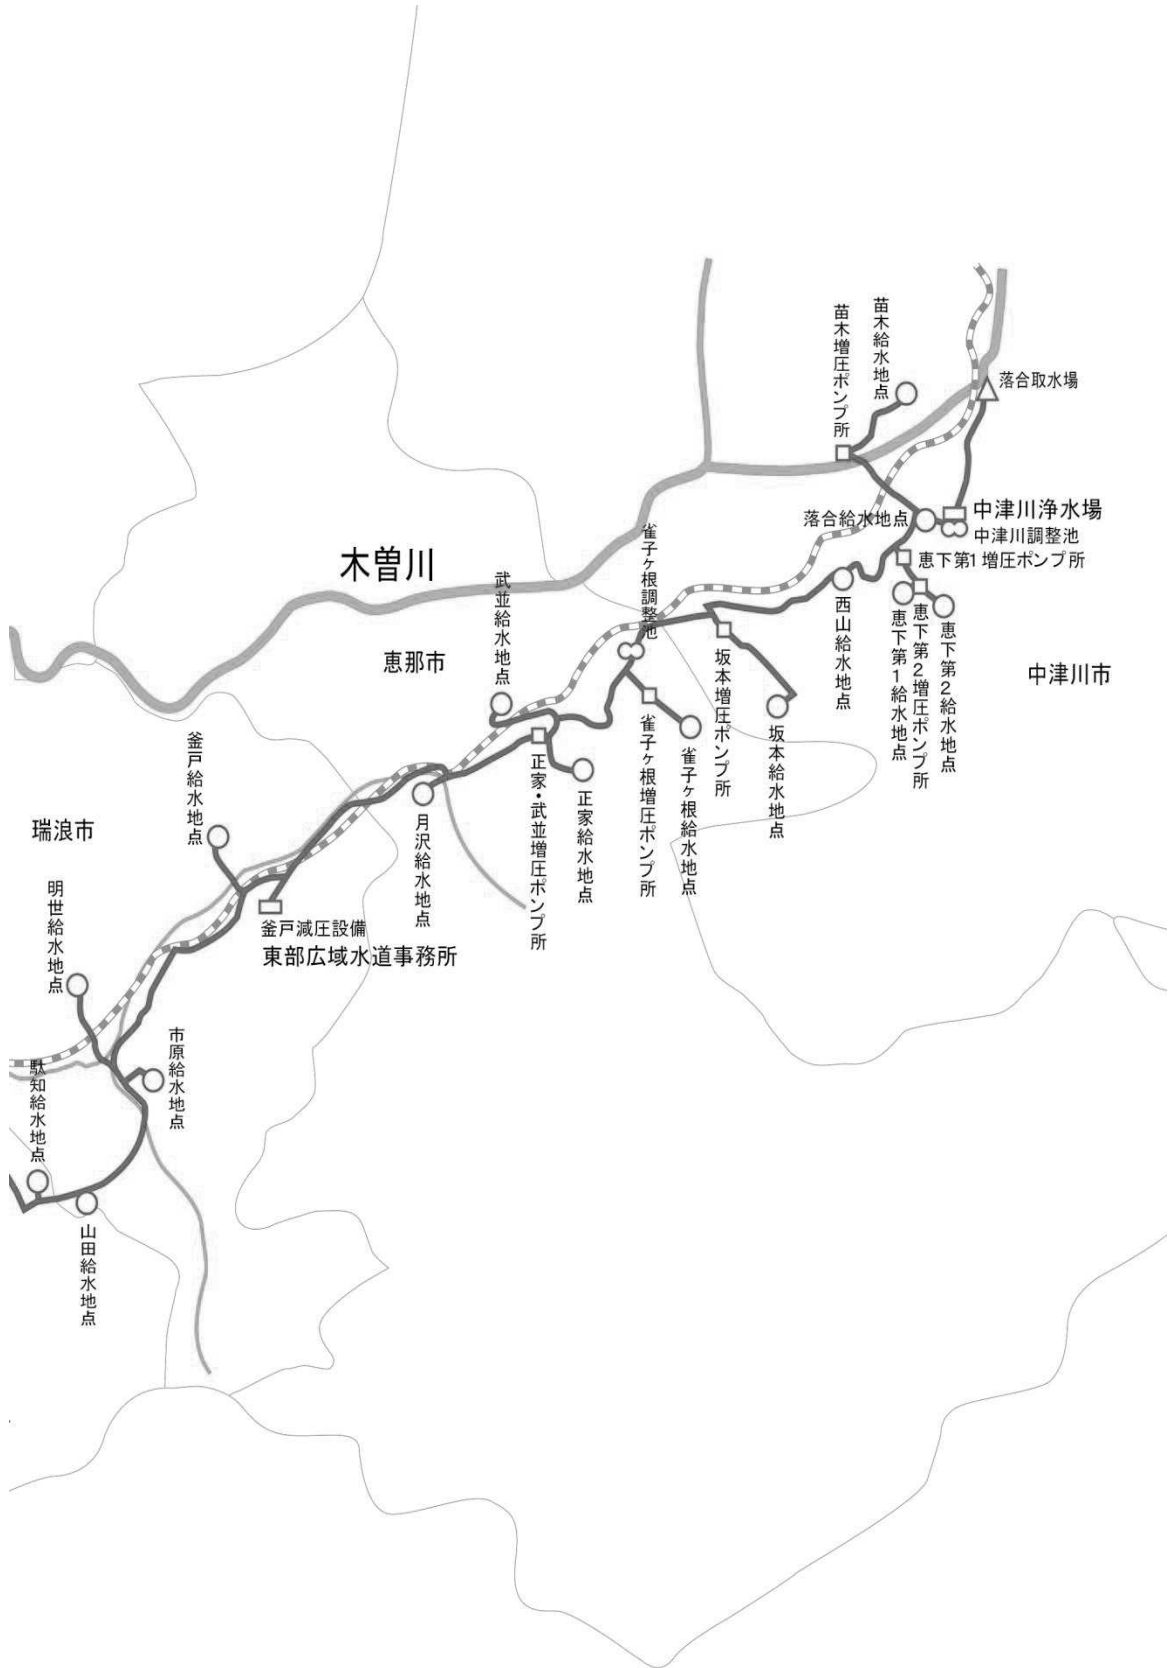 苗木給水地点
苗木増圧ポンプ所
落合取水場
中津川浄水場
落合給水地点
中津川調整池
恵下第1増圧ポンプ所
木曽川
雀子ヶ根調整池
武並給水地点
恵那市
西山給水地点
恵下第1給水地点
恵下第2増圧ポンプ所
恵下第2給水地点
中津川市
坂本増圧ポンプ所
坂本給水地点
雀子ヶ根増圧ポンプ所
雀子ヶ根給水地点
正家・武並増圧ポンプ所
正家給水地点
月沢給水地点
釜戸給水地点
瑞浪市
明世給水地点
釜戸減圧設備
東部広域水道事務所
市原給水地点
駄知給水地点
山田給水地点